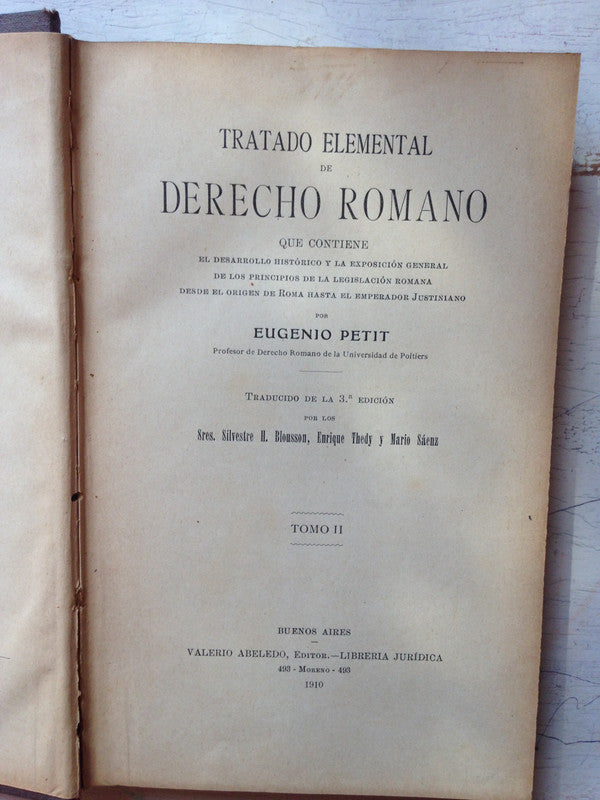 TRATADO ELEMENTAL
DE
DERECHO ROMANO
QUE CONTIENE
EL DESARROLLO HISTÓRICO Y LA EXPOSICIÓN GENERAL
DE LOS PRINCIPIOS DE LA LEGISLACIÓN ROMANA
DESDE EL ORIGEN DE ROMA HASTA EL EMPERADOR JUSTINIANO
POR
EUGENIO PETIT
Profesor de Derecho Romano de la Universidad de Poitiers
TRADUCIDO DE LA 3.ª EDICIÓN
POR LOS
Sres. Silvestre H. Blousson, Enrique Thedy y Mario Sáenz
TOMO II
BUENOS AIRES
VALERIO ABELEDO, EDITOR.—LIBRERIA JURÍDICA
493 - MORENO - 493
1910